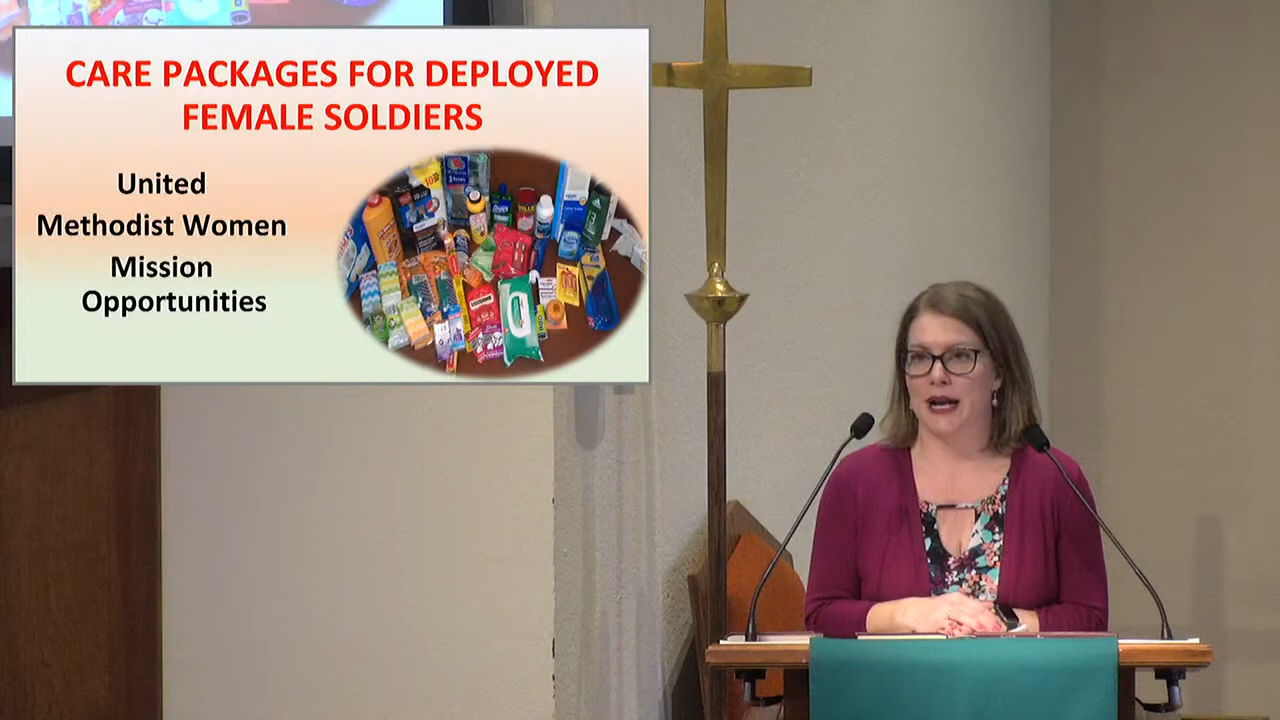 CARE PACKAGES FOR DEPLOYED
FEMALE SOLDIERS
United
Methodist Women
Mission
Opportunities